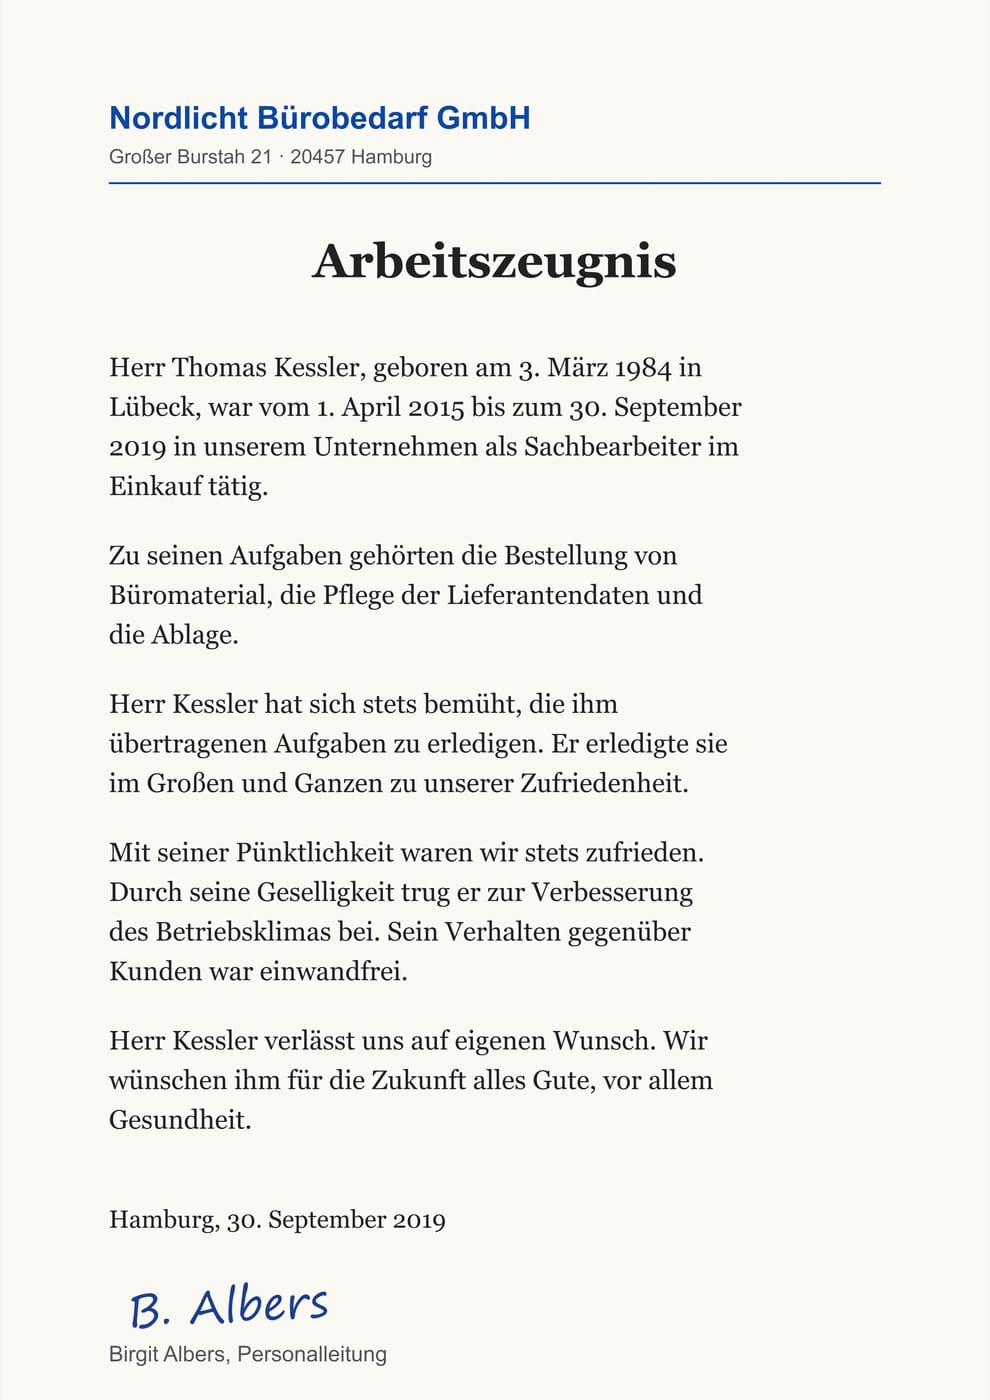 Nordlicht Bürobedarf GmbH
Großer Burstah 21 · 20457 Hamburg
Arbeitszeugnis
Herr Thomas Kessler, geboren am 3. März 1984 in
Lübeck, war vom 1. April 2015 bis zum 30. September
2019 in unserem Unternehmen als Sachbearbeiter im
Einkauf tätig.
Zu seinen Aufgaben gehörten die Bestellung von
Büromaterial, die Pflege der Lieferantendaten und
die Ablage.
Herr Kessler hat sich stets bemüht, die ihm
übertragenen Aufgaben zu erledigen. Er erledigte sie
im Großen und Ganzen zu unserer Zufriedenheit.
Mit seiner Pünktlichkeit waren wir stets zufrieden.
Durch seine Geselligkeit trug er zur Verbesserung
des Betriebsklimas bei. Sein Verhalten gegenüber
Kunden war einwandfrei.
Herr Kessler verlässt uns auf eigenen Wunsch. Wir
wünschen ihm für die Zukunft alles Gute, vor allem
Gesundheit.
Hamburg, 30. September 2019
B. Albers
Birgit Albers, Personalleitung